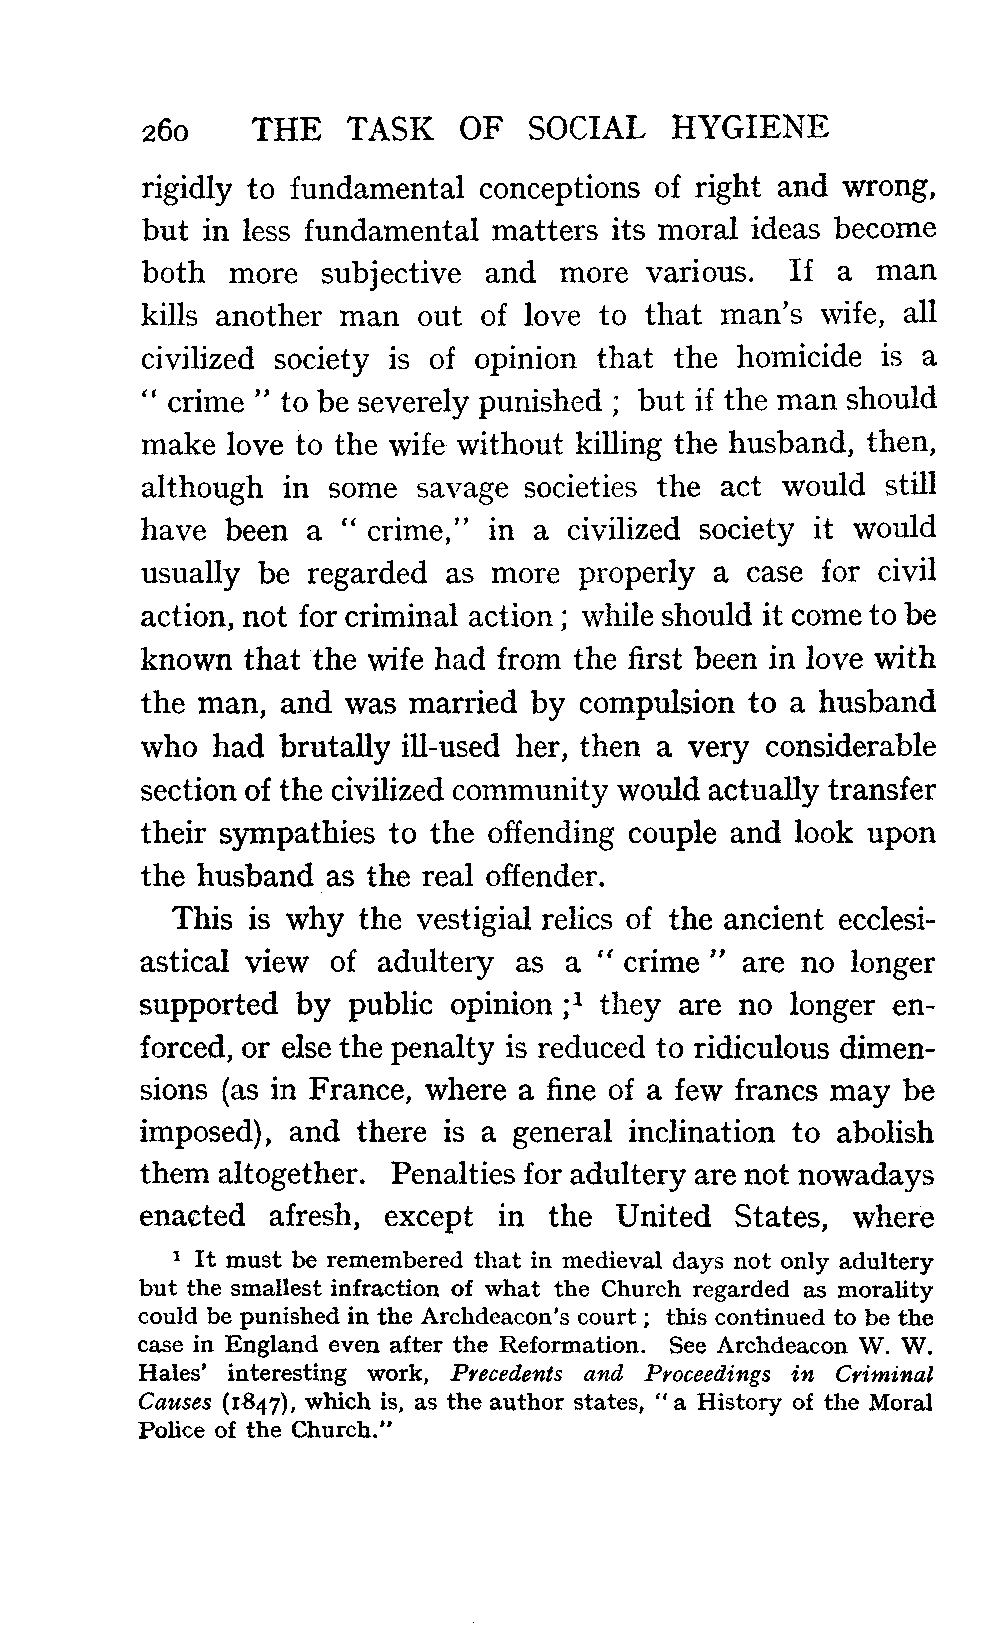 260 THE TASK OF SOCIAL HYGIENE
rigidly to fundamental conceptions of right and wrong,
but in less fundamental matters its moral ideas become
both more subjective and more various. If a man
kills another man out of love to that man's wife, all
civilized society is of opinion that the homicide is a
" crime " to be severely punished ; but if the man should
make love to the wife without killing the husband, then,
although in some savage societies the act would still
have been a " crime," in a civilized society it would
usually be regarded as more properly a case for civil
action, not for criminal action ; while should it come to be
known that the wife had from the first been in love with
the man, and was married by compulsion to a husband
who had brutally ill-used her, then a very considerable
section of the civilized community would actually transfer
their sympathies to the offending couple and look upon
the husband as the real offender.
This is why the vestigial relics of the ancient ecclesi-
astical view of adultery as a " crime " are no longer
supported by public opinion ;¹ they are no longer en-
forced, or else the penalty is reduced to ridiculous dimen-
sions (as in France, where a fine of a few francs may be
imposed), and there is a general inclination to abolish
them altogether. Penalties for adultery are not nowadays
enacted afresh, except in the United States, where
¹ It must be remembered that in medieval days not only adultery
but the smallest infraction of what the Church regarded as morality
could be punished in the Archdeacon's court ; this continued to be the
case in England even after the Reformation. See Archdeacon W. W.
Hales' interesting work, Precedents and Proceedings in Criminal
Causes (1847), which is, as the author states, " a History of the Moral
Police of the Church."